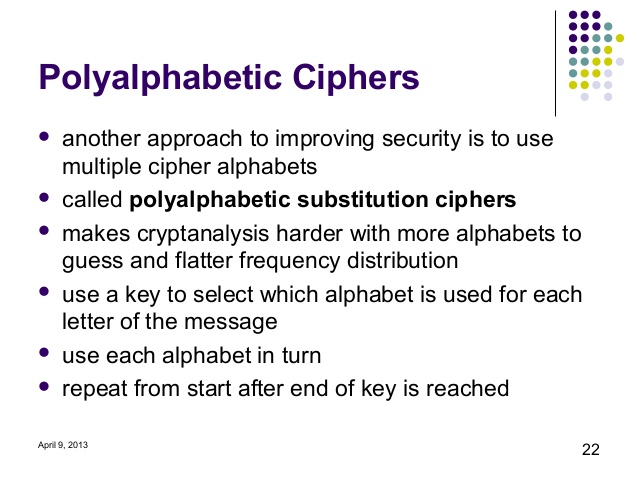 Polyalphabetic Ciphers
another approach to improving security is to use
multiple cipher alphabets
called polyalphabetic substitution ciphers
makes cryptanalysis harder with more alphabets to
guess and flatter frequency distribution
use a key to select which alphabet is used for each
letter of the message
use each alphabet in turn
repeat from start after end of key is reached
April 9, 2013
22